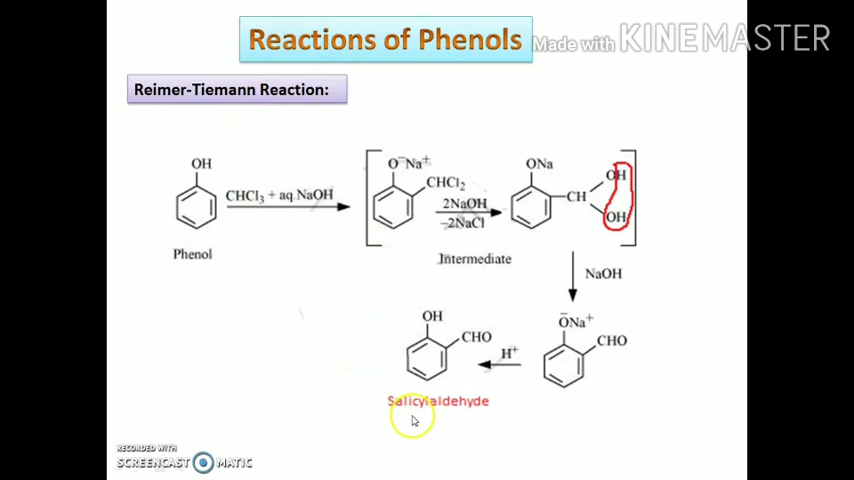 Reactions of Phenols
Made with KINEMASTER
Reimer-Tiemann Reaction:
OH
CHCl3 + aq.NaOH
Phenol
O⁻Na⁺
CHCl2
2NaOH
–2NaCl
Intermediate
ONa
CH
OH
OH
NaOH
ŌNa⁺
CHO
H⁺
OH
CHO
Salicylaldehyde
RECORDED WITH
SCREENCAST MATIC